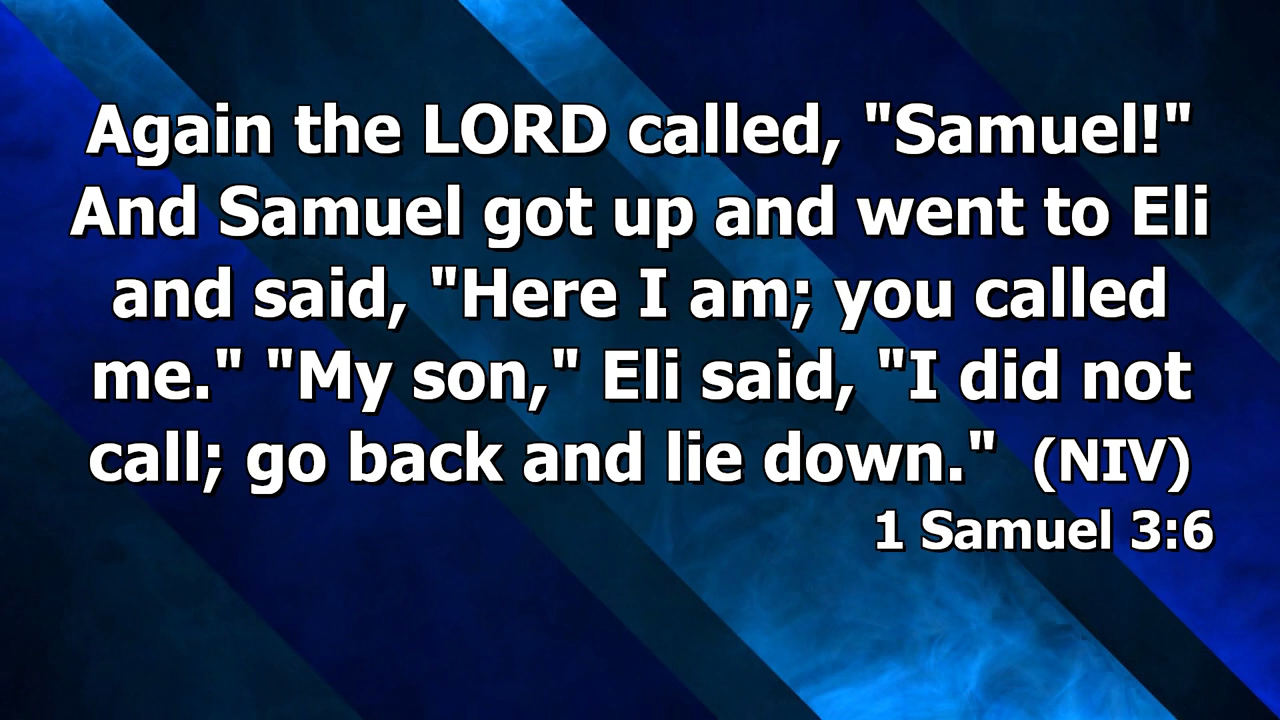 Again the LORD called, "Samuel!"
And Samuel got up and went to Eli
and said, "Here I am; you called
me." "My son," Eli said, "I did not
call; go back and lie down." (NIV)
1 Samuel 3:6